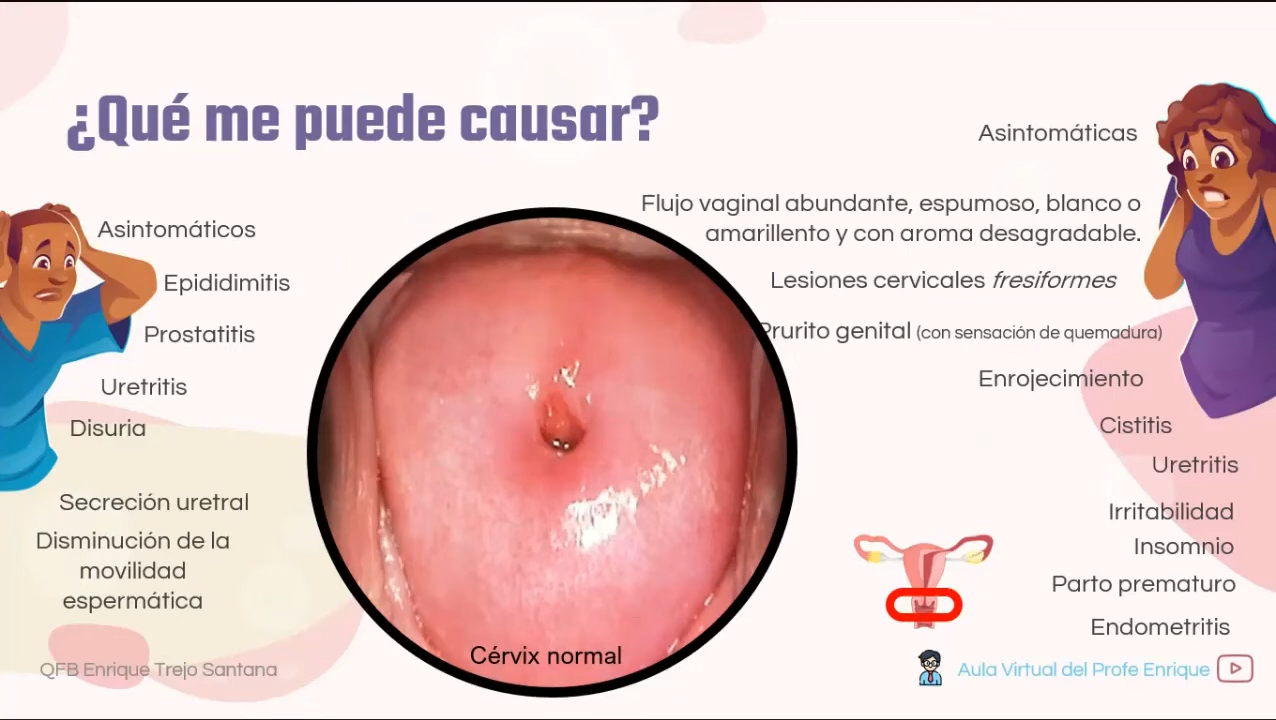 ¿Qué me puede causar?
Asintomáticos
Epididimitis
Prostatitis
Uretritis
Disuria
Secreción uretral
Disminución de la
movilidad
espermática
QFB Enrique Trejo Santana
Cérvix normal
Asintomáticas
Flujo vaginal abundante, espumoso, blanco o
amarillento y con aroma desagradable.
Lesiones cervicales fresiformes
Prurito genital (con sensación de quemadura)
Enrojecimiento
Cistitis
Uretritis
Irritabilidad
Insomnio
Parto prematuro
Endometritis
Aula Virtual del Profe Enrique